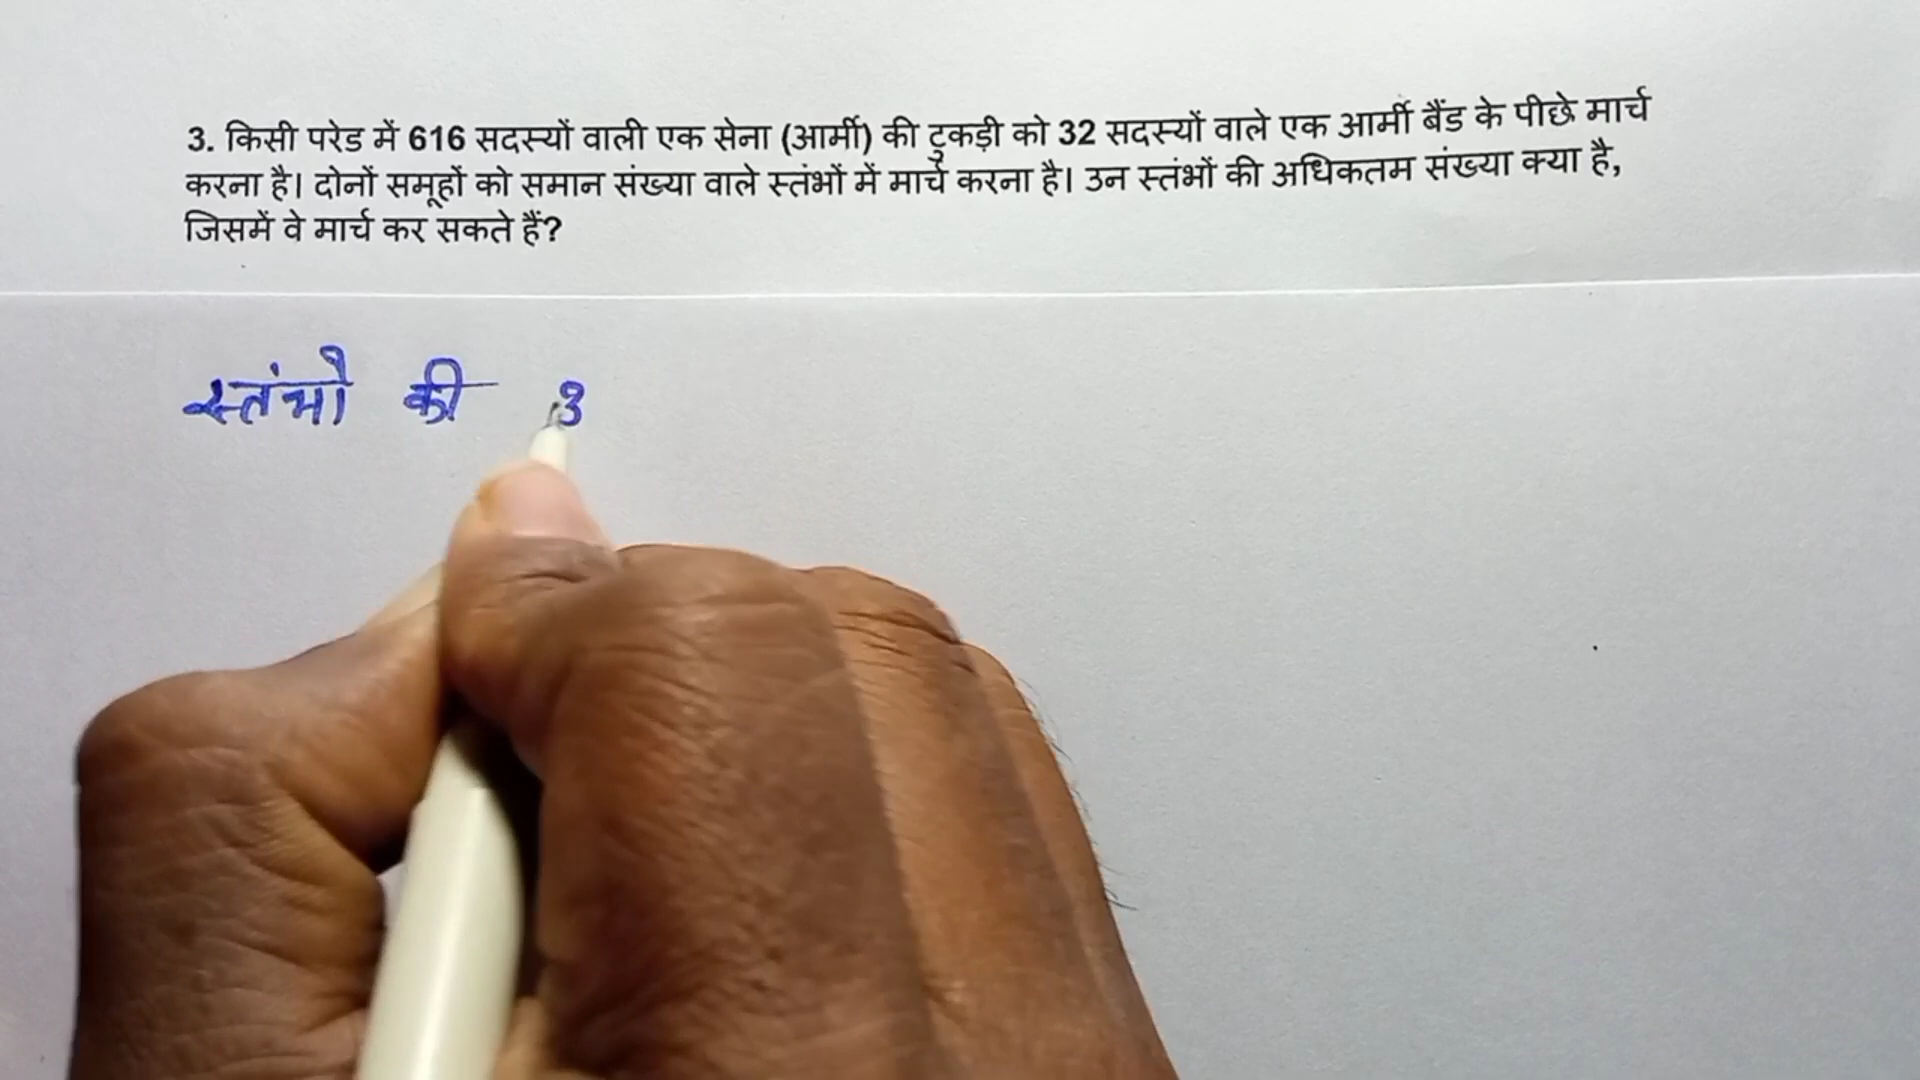 3. किसी परेड में 616 सदस्यों वाली एक सेना (आर्मी) की टुकड़ी को 32 सदस्यों वाले एक आर्मी बैंड के पीछे मार्च
करना है। दोनों समूहों को समान संख्या वाले स्तंभों में मार्च करना है। उन स्तंभों की अधिकतम संख्या क्या है,
जिसमें वे मार्च कर सकते हैं?
स्तंभो की